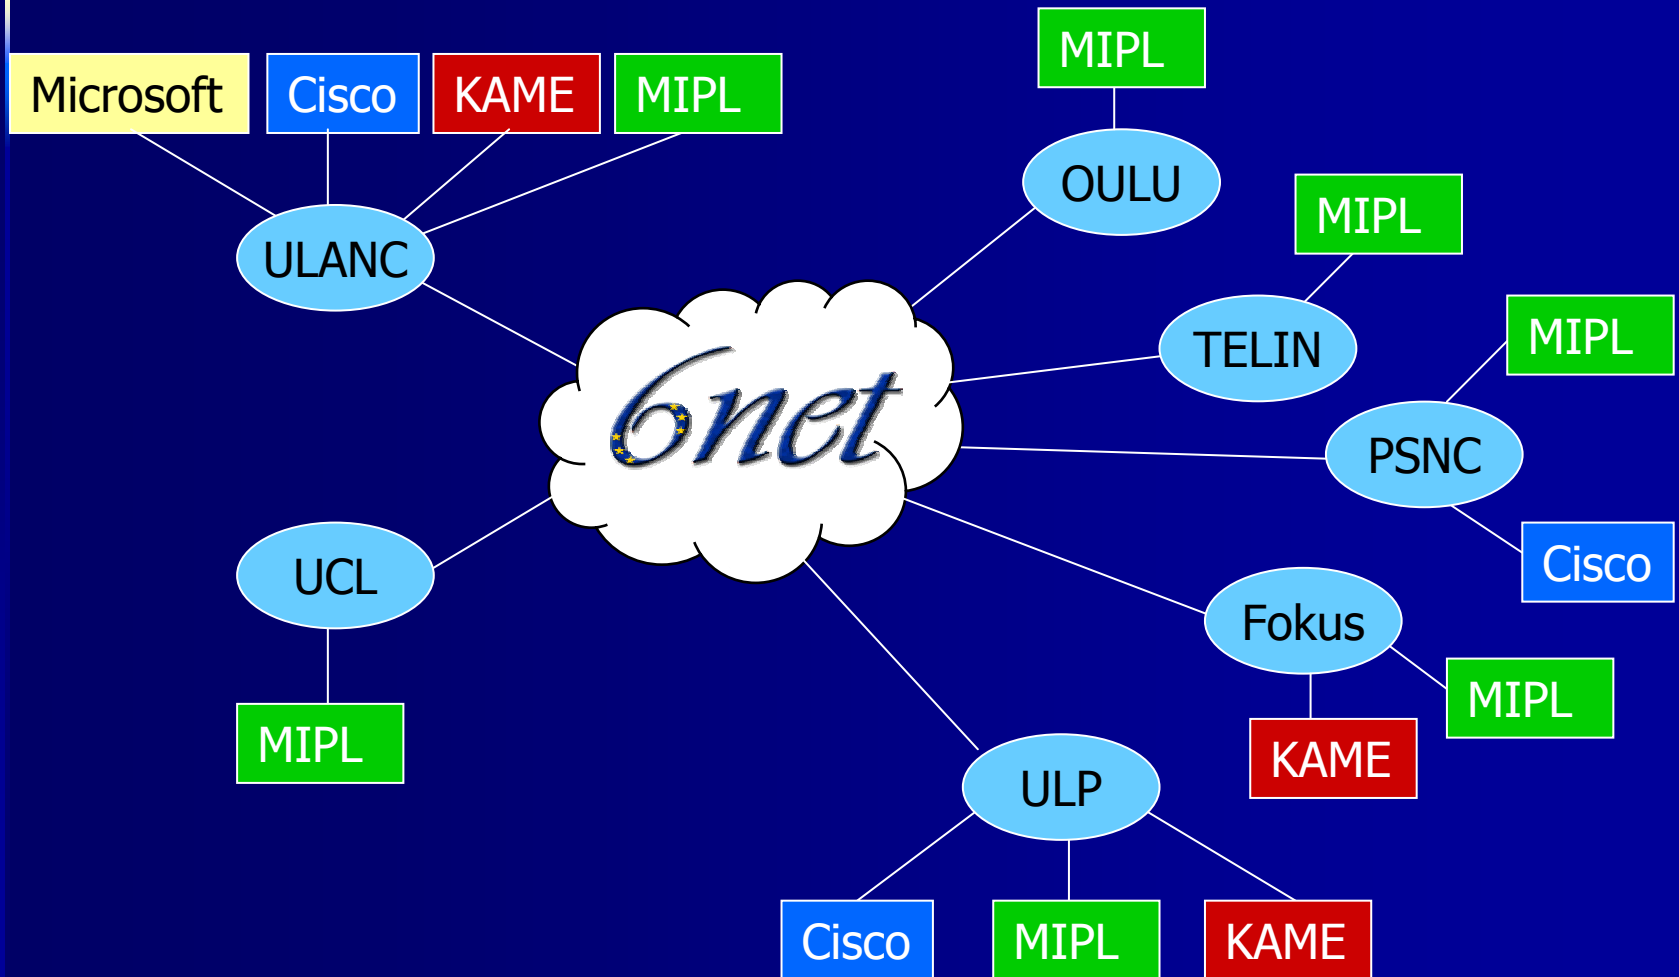 MIPL
Microsoft
Cisco
KAME
MIPL
OULU
MIPL
ULANC
MIPL
TELIN
6net
PSNC
Cisco
UCL
Fokus
MIPL
MIPL
KAME
ULP
Cisco
MIPL
KAME